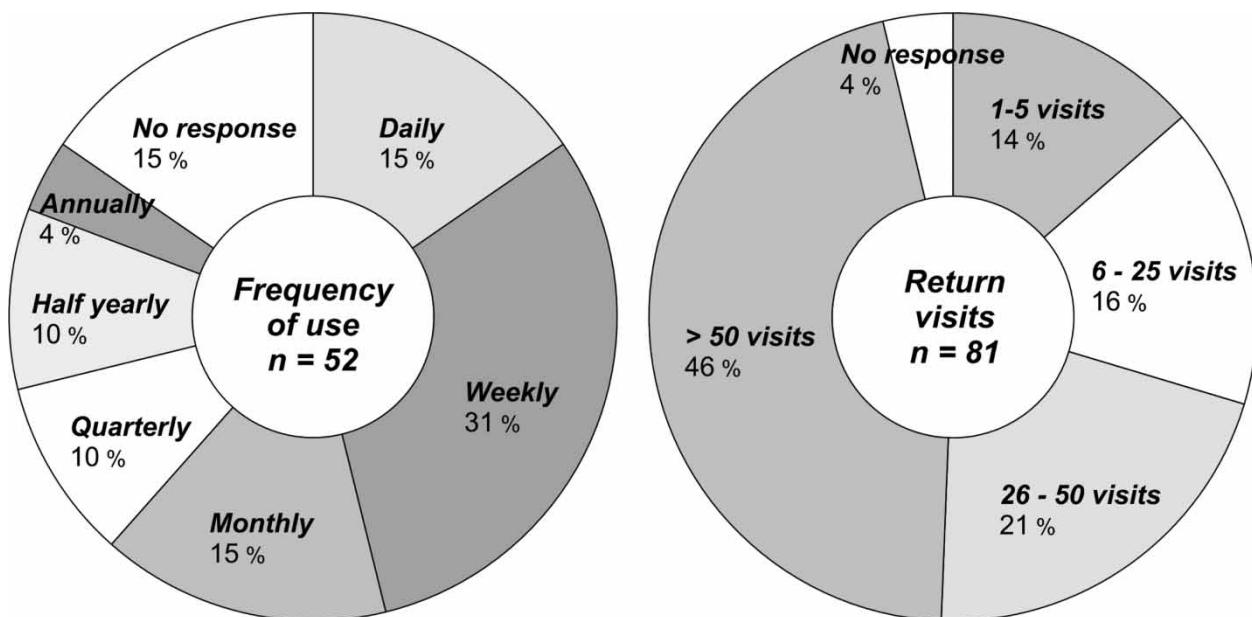 Frequency
of use
n = 52
Daily
15 %
Weekly
31 %
Monthly
15 %
Quarterly
10 %
Half yearly
10 %
Annually
4 %
No response
15 %
Return
visits
n = 81
1-5 visits
14 %
6 - 25 visits
16 %
26 - 50 visits
21 %
> 50 visits
46 %
No response
4 %